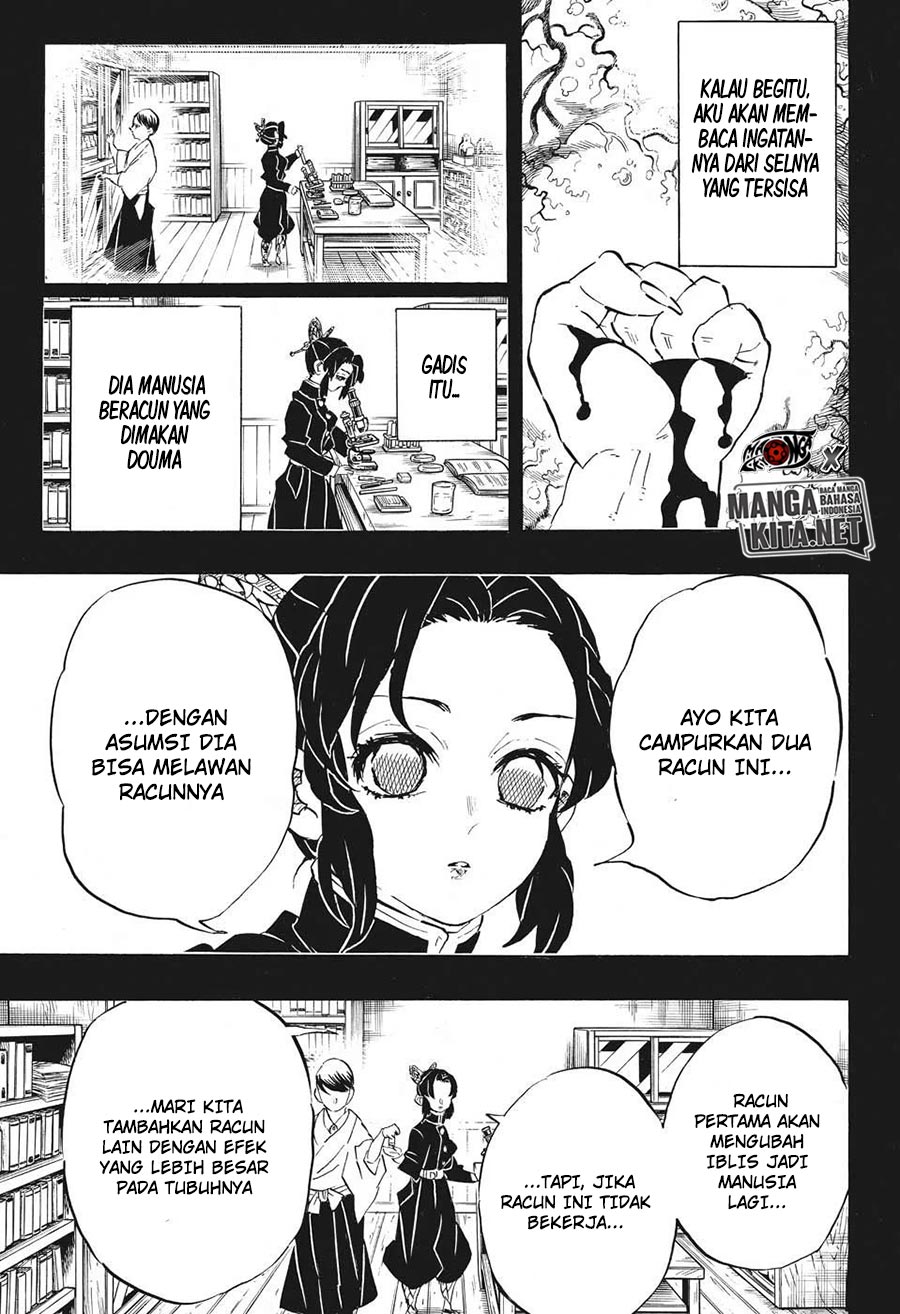 KALAU BEGITU,
AKU AKAN MEM-
BACA INGATAN-
NYA DARI SELNYA
YANG TERSISA
GADIS
ITU...
DIA MANUSIA
BERACUN YANG
DIMAKAN
DOUMA
MANGA
BACA MANGA
BAHASA
INDONESIA
KITA.NET
X
AYO KITA
CAMPURKAN DUA
RACUN INI...
...DENGAN
ASUMSI DIA
BISA MELAWAN
RACUNNYA
RACUN
PERTAMA AKAN
MENGUBAH
IBLIS JADI
MANUSIA
LAGI...
...TAPI, JIKA
RACUN INI TIDAK
BEKERJA...
...MARI KITA
TAMBAHKAN RACUN
LAIN DENGAN EFEK
YANG LEBIH BESAR
PADA TUBUHNYA